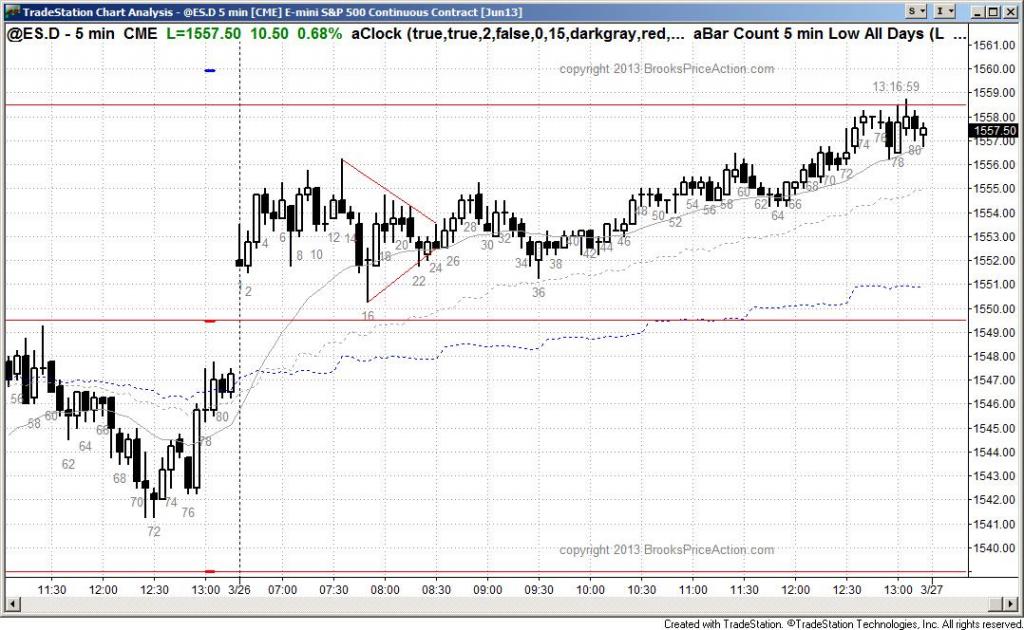 TradeStation Chart Analysis - @ES.D 5 min [CME] E-mini S&P 500 Continuous Contract [Jun13]
S I
@ES.D - 5 min CME L=1557.50 10.50 0.68% aClock (true,true,2,false,0,15,darkgray,red,... aBar Count 5 min Low All Days (L ...
copyright 2013 BrooksPriceAction.com
13:16:59
1561.00
1560.00
1559.00
1558.00
1557.50
1557.00
1556.00
1555.00
1554.00
1553.00
1552.00
1551.00
1550.00
1549.00
1548.00
1547.00
1546.00
1545.00
1544.00
1543.00
1542.00
1541.00
1540.00
56 58 60 62 64 66 68 70 72 74 76 78 80
2 4 6 8 10 12 14 16 18 20 22 24 26 28 30 32 34 36 38 40 42 44 46 48 50 52 54 56 58 60 62 64 66 68 70 72 74 76 78 80
copyright 2013 BrooksPriceAction.com
11:30 12:00 12:30 13:00 3/26 07:00 07:30 08:00 08:30 09:00 09:30 10:00 10:30 11:00 11:30 12:00 12:30 13:00 3/27
Created with TradeStation. ©TradeStation Technologies, Inc. All rights reserved.